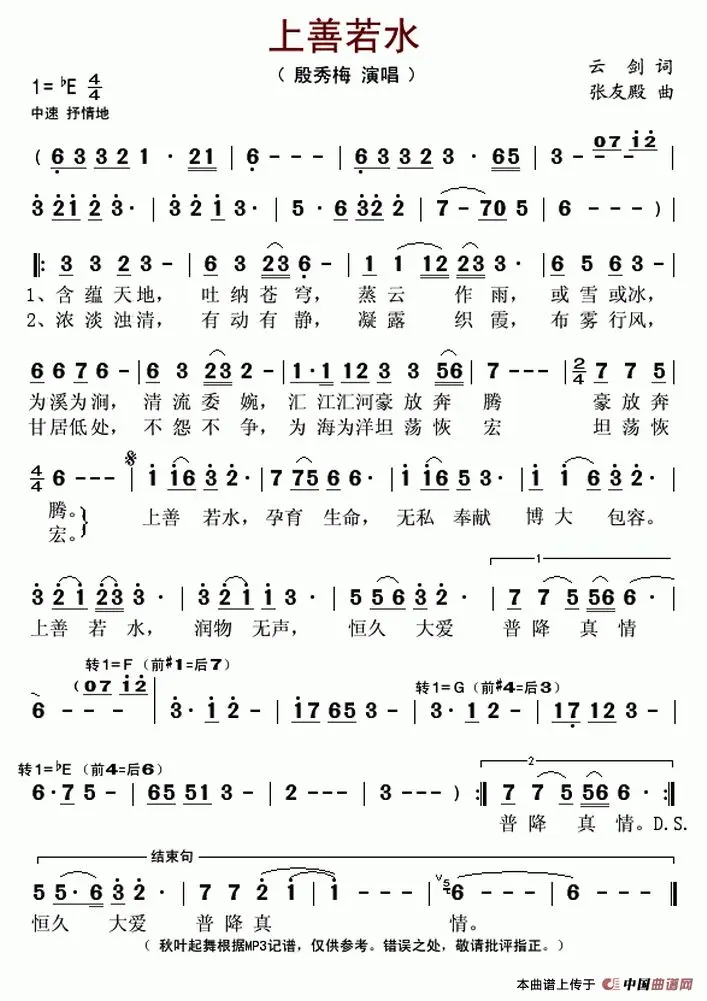 上善若水
（ 殷秀梅 演唱 ）
云 剑 词
1= ♭E 4/4
张友殿 曲
中速 抒情地
( 6 3 3 2 1 · 21 | 6 - - - | 6 3 3 2 3 · 65 | 3 - - 07 12 |
3 21 2 3· | 3 2 1 3· | 5 · 6 32 2 | 7 - 70 5 | 6 - - ) |
‖: 3 3 23 - | 6 3 23 6· | 1 1 12 23 3· | 6 5 6 3 - |
1、含蕴天地， 吐纳苍穹， 蒸云 作雨， 或雪或冰，
2、浓淡浊清， 有动有静， 凝露 织霞， 布雾行风，
6 6 7 6 - | 6 3 23 2 | 1·1 12 3 3 56 | 7 - - - | 2/4 7 7 5 |
为溪为涧， 清流委婉， 汇江汇河豪放奔 腾 豪放奔
甘居低处， 不怨不争， 为海为洋坦荡恢 宏 坦荡恢
4/4 6 - - - | 1 16 3 2· | 7 75 6 6· | 1 16 5 3· | 1 1 6 3 2· |
腾。 上善 若水，孕育 生命， 无私 奉献 博大 包容。
宏。
1
3 21 23 3· | 3 21 1 3· | 5 56 3 2· | 7 7 5 56 6· |
上善 若 水， 润物 无声， 恒久 大爱 普降 真 情
转1=F（前#1=后7） 转1=G（前#4=后3）
( 07 12
6 - - | 3·1 2 - | 17 65 3 - | 3·1 2 - | 17 12 3 - |
转1=♭E（前4=后6） 2
6·7 5 - | 65 51 3 - | 2 - - - | 3 - - - ) :‖ 7 7 5 56 6· :‖
普降 真 情。D.S.
结束句
5 5·6 3 2· | 7 7 2 1 | 1 - - - | 6 - - - | 6 - - - ‖
恒久 大爱 普降真 情。
（ 秋叶起舞根据MP3记谱，仅供参考。错误之处，敬请批评指正。）
本曲谱上传于 中国曲谱网